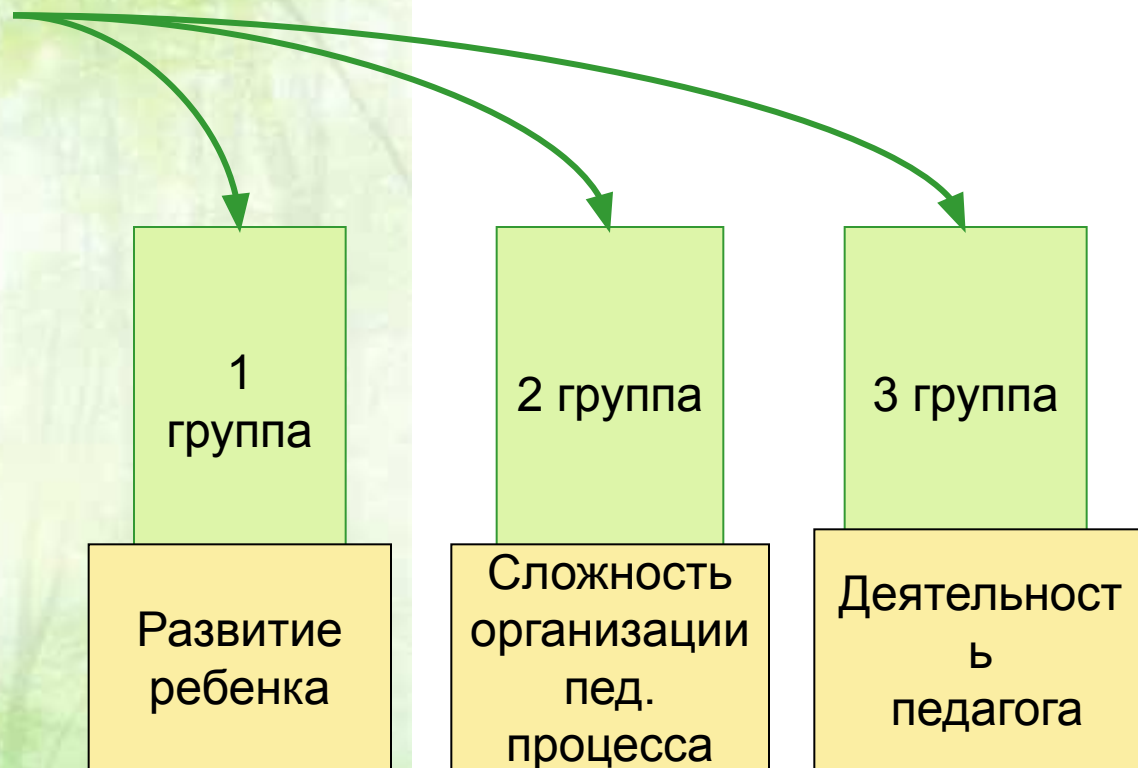 1
группа
2 группа
3 группа
Развитие
ребенка
Сложность
организации
пед.
процесса
Деятельност
ь
педагога